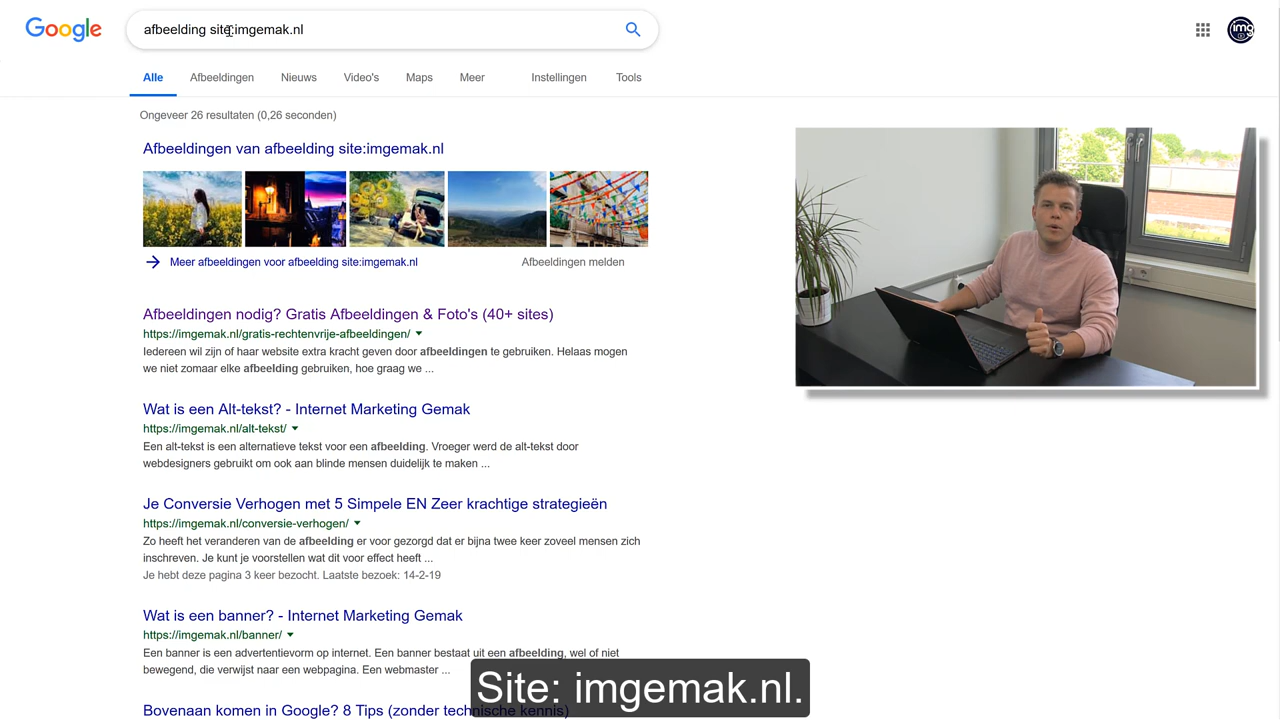 Google
afbeelding site:imgemak.nl
img
Alle Afbeeldingen Nieuws Video's Maps Meer Instellingen Tools
Ongeveer 26 resultaten (0,26 seconden)
Afbeeldingen van afbeelding site:imgemak.nl
Meer afbeeldingen voor afbeelding site:imgemak.nl Afbeeldingen melden
Afbeeldingen nodig? Gratis Afbeeldingen & Foto's (40+ sites)
https://imgemak.nl/gratis-rechtenvrije-afbeeldingen/
Iedereen wil zijn of haar website extra kracht geven door afbeeldingen te gebruiken. Helaas mogen
we niet zomaar elke afbeelding gebruiken, hoe graag we ...
Wat is een Alt-tekst? - Internet Marketing Gemak
https://imgemak.nl/alt-tekst/
Een alt-tekst is een alternatieve tekst voor een afbeelding. Vroeger werd de alt-tekst door
webdesigners gebruikt om ook aan blinde mensen duidelijk te maken ...
Je Conversie Verhogen met 5 Simpele EN Zeer krachtige strategieën
https://imgemak.nl/conversie-verhogen/
Zo heeft het veranderen van de afbeelding er voor gezorgd dat er bijna twee keer zoveel mensen zich
inschreven. Je kunt je voorstellen wat dit voor effect heeft ...
Je hebt deze pagina 3 keer bezocht. Laatste bezoek: 14-2-19
Wat is een banner? - Internet Marketing Gemak
https://imgemak.nl/banner/
Een banner is een advertentievorm op internet. Een banner bestaat uit een afbeelding, wel of niet
bewegend, die verwijst naar een webpagina. Een webmaster ...
Site: imgemak.nl.
Bovenaan komen in Google? 8 Tips (zonder technische kennis)